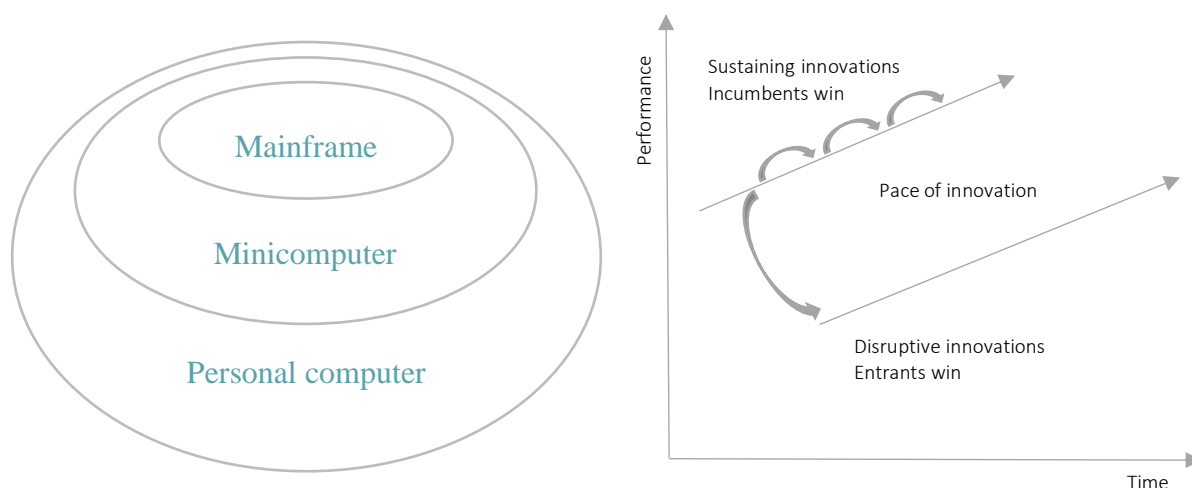 Mainframe
Minicomputer
Personal computer
Performance
Sustaining innovations
Incumbents win
Pace of innovation
Disruptive innovations
Entrants win
Time